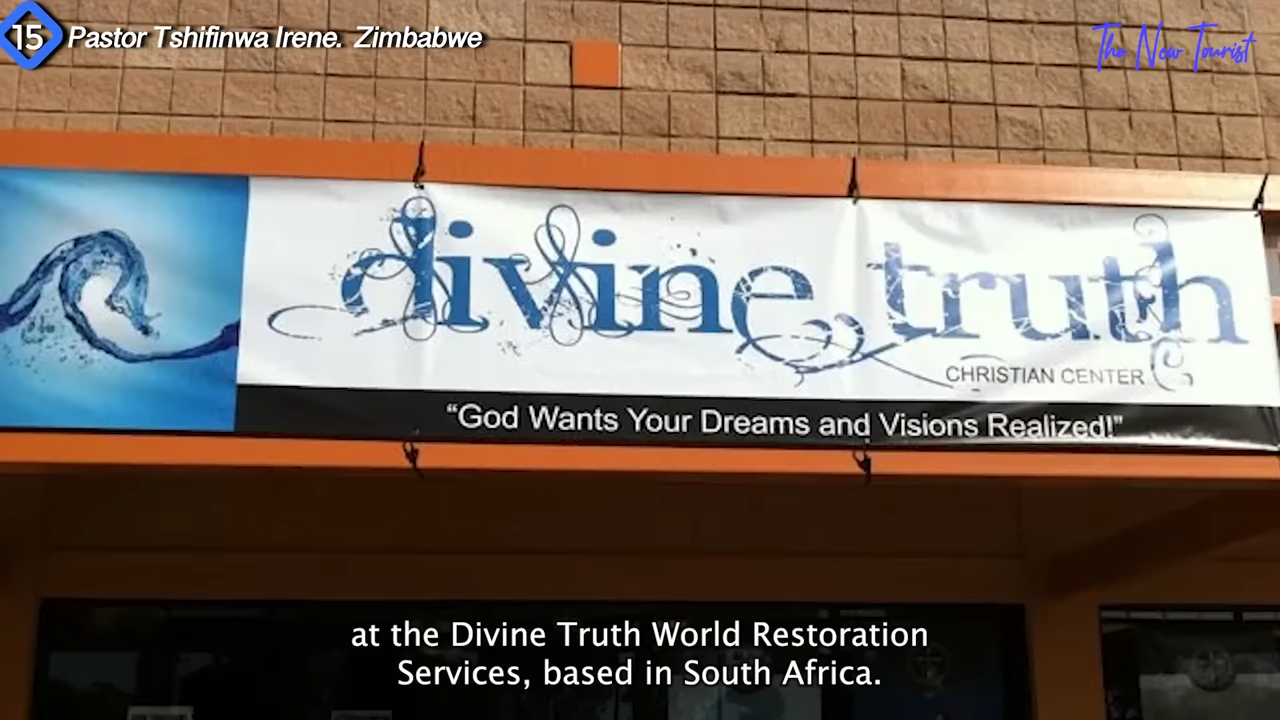 15 Pastor Tshifinwa Irene. Zimbabwe
The New Tourist
divine truth
CHRISTIAN CENTER
“God Wants Your Dreams and Visions Realized!”
at the Divine Truth World Restoration
Services, based in South Africa.